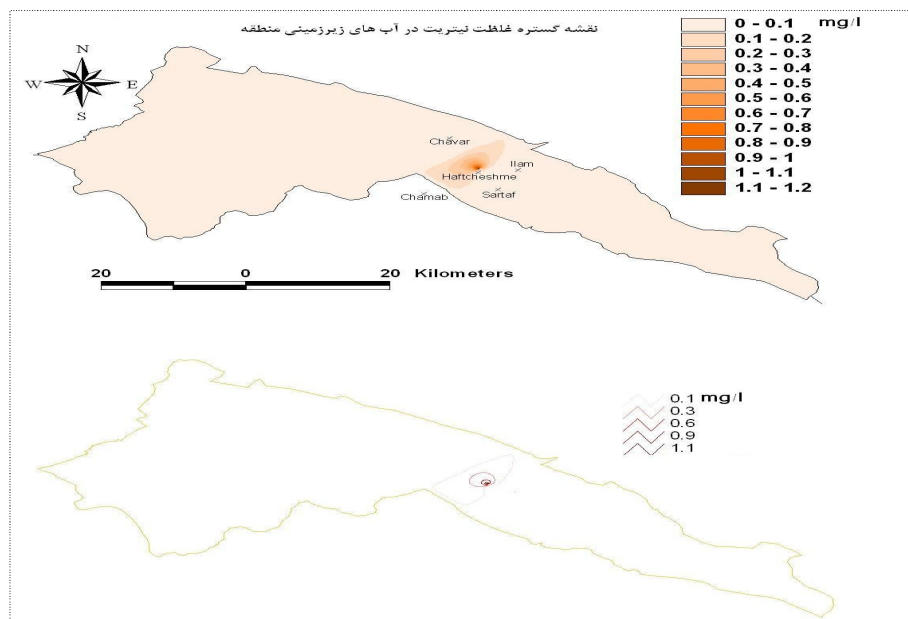 نقشه گستره غلظت نیتریت در آب های زیرزمینی منطقه
0 - 0.1 mg/l
0.1 - 0.2
0.2 - 0.3
0.3 - 0.4
0.4 - 0.5
0.5 - 0.6
0.6 - 0.7
0.7 - 0.8
0.8 - 0.9
0.9 - 1
1 - 1.1
1.1 - 1.2
N
W E
S
Chavar
Ilam
Haftcheshme
Chamab
Sartaf
20 0 20 Kilometers
0.1 mg/l
0.3
0.6
0.9
1.1